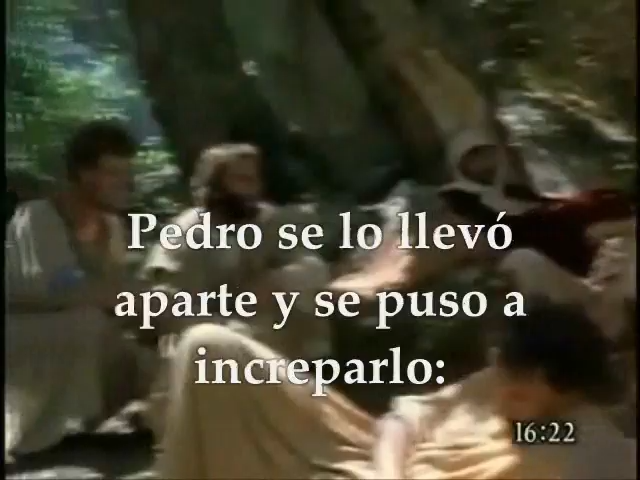 Pedro se lo llevó
aparte y se puso a
increparlo:
16:22